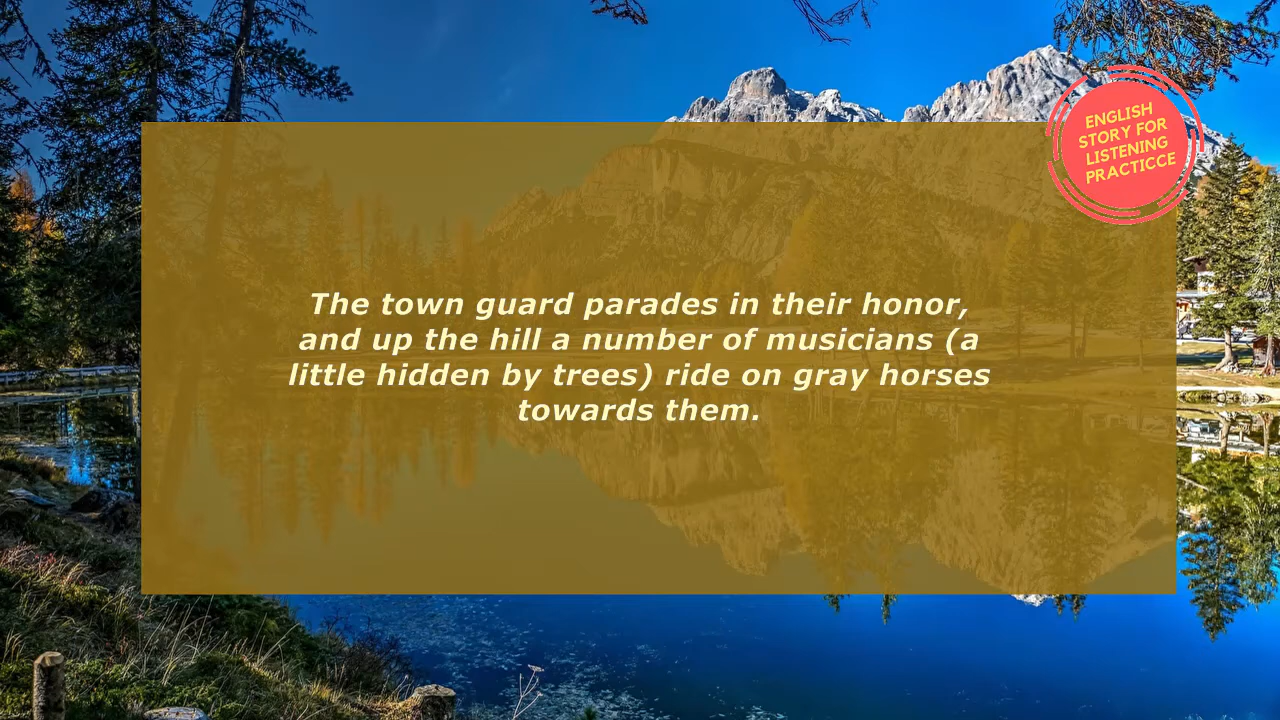 ENGLISH
STORY FOR
LISTENING
PRACTICCE
The town guard parades in their honor,
and up the hill a number of musicians (a
little hidden by trees) ride on gray horses
towards them.